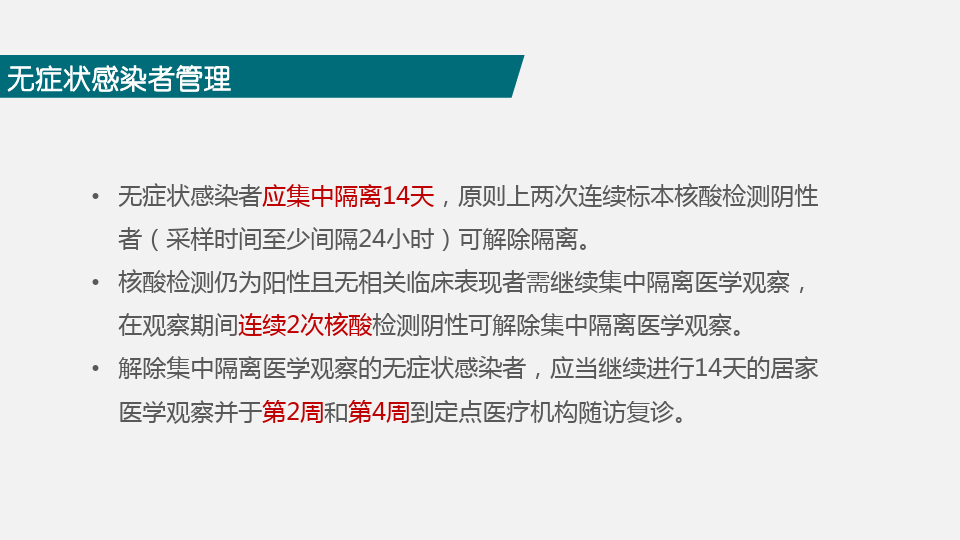 无症状感染者管理
• 无症状感染者应集中隔离14天，原则上两次连续标本核酸检测阴性
者（采样时间至少间隔24小时）可解除隔离。
• 核酸检测仍为阳性且无相关临床表现者需继续集中隔离医学观察，
在观察期间连续2次核酸检测阴性可解除集中隔离医学观察。
• 解除集中隔离医学观察的无症状感染者，应当继续进行14天的居家
医学观察并于第2周和第4周到定点医疗机构随访复诊。